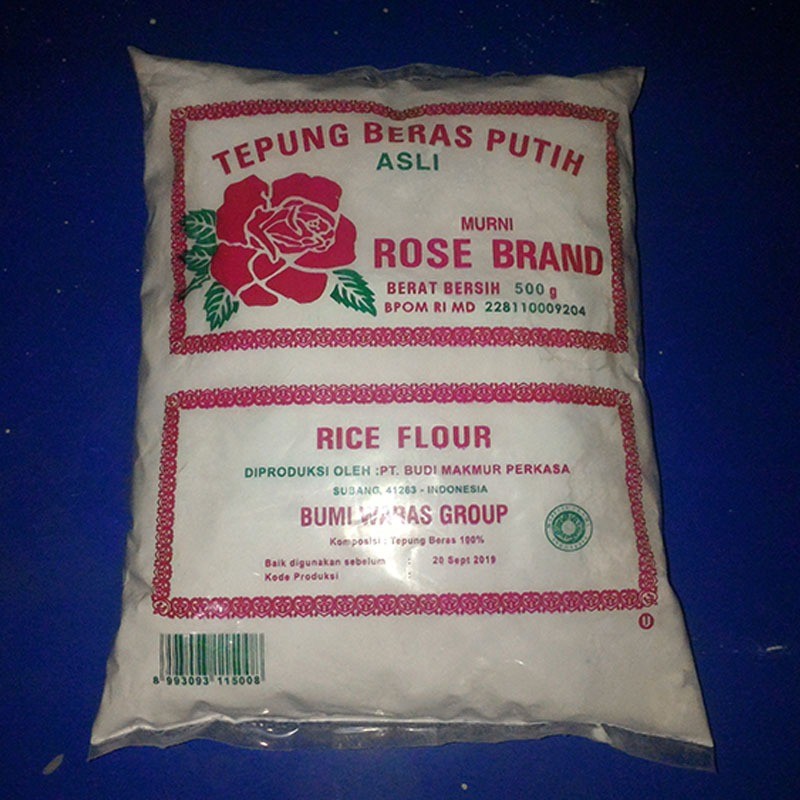 TEPUNG BERAS PUTIH
ASLI
MURNI
ROSE BRAND
BERAT BERSIH 500 g
BPOM RI MD 228110009204
RICE FLOUR
DIPRODUKSI OLEH :PT. BUDI MAKMUR PERKASA
SUBANG, 41263 - INDONESIA
BUMI WARAS GROUP
Komposisi : Tepung Beras 100%
Baik digunakan sebelum : 20 Sept 2019
Kode Produksi :
U
8 993093 115008